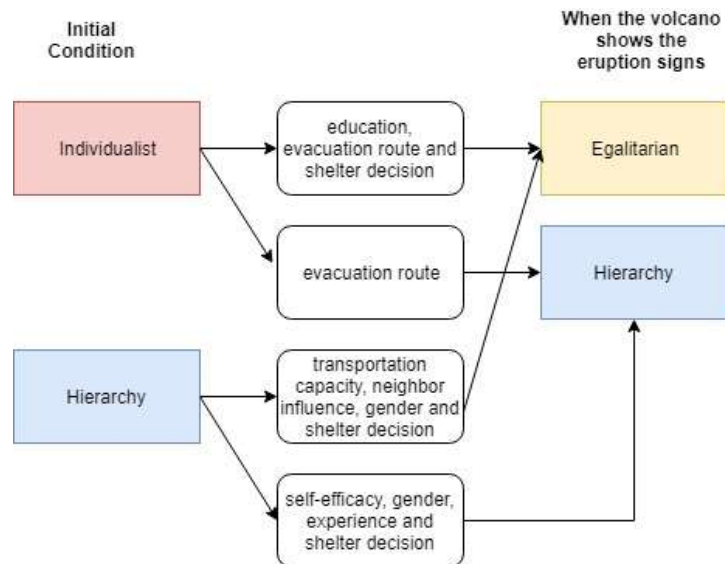 Initial
Condition
When the volcano
shows the
eruption signs
Individualist
education,
evacuation route and
shelter decision
Egalitarian
evacuation route
Hierarchy
Hierarchy
transportation
capacity, neighbor
influence, gender and
shelter decision
self-efficacy, gender,
experience and
shelter decision